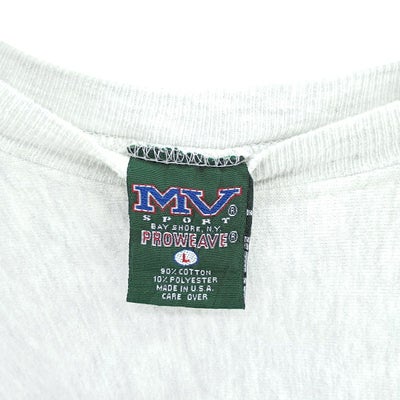 MV®
SPORT
BAY SHORE, N.Y.
PROWEAVE®
L
90% COTTON
10% POLYESTER
MADE IN U.S.A.
CARE OVER